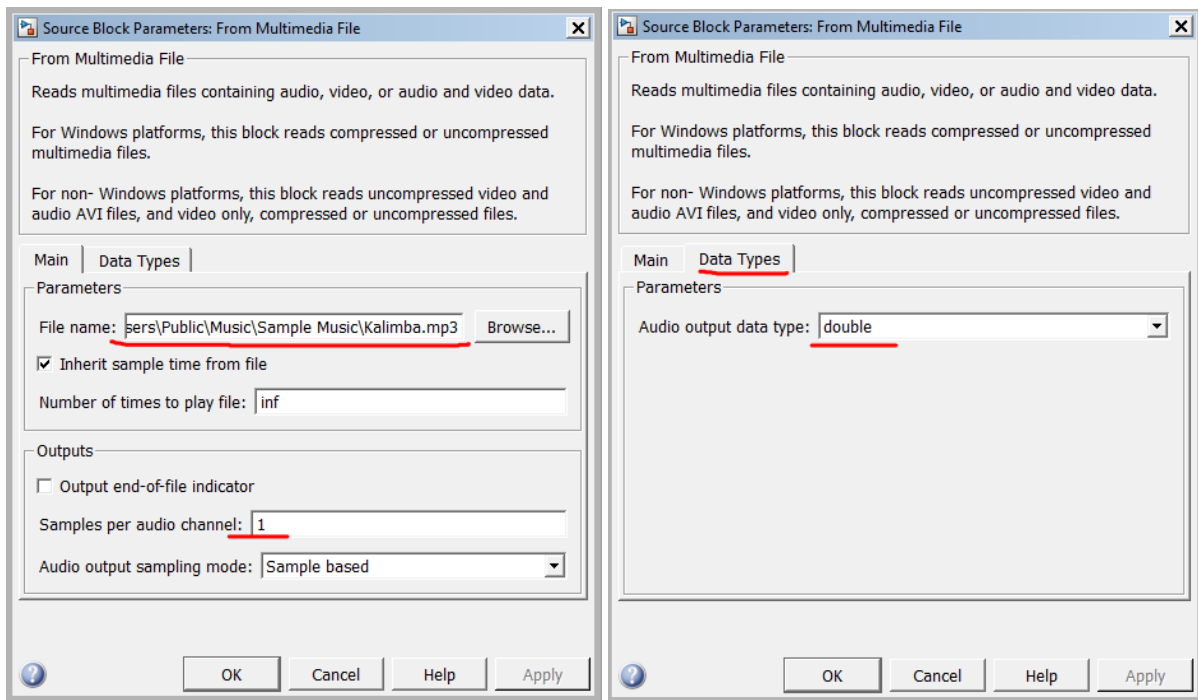 Source Block Parameters: From Multimedia File
From Multimedia File
Reads multimedia files containing audio, video, or audio and video data.
For Windows platforms, this block reads compressed or uncompressed
multimedia files.
For non- Windows platforms, this block reads uncompressed video and
audio AVI files, and video only, compressed or uncompressed files.
Main Data Types
Parameters
File name: sers\Public\Music\Sample Music\Kalimba.mp3 Browse...
Inherit sample time from file
Number of times to play file: inf
Outputs
Output end-of-file indicator
Samples per audio channel: 1
Audio output sampling mode: Sample based
OK Cancel Help Apply
Source Block Parameters: From Multimedia File
From Multimedia File
Reads multimedia files containing audio, video, or audio and video data.
For Windows platforms, this block reads compressed or uncompressed
multimedia files.
For non- Windows platforms, this block reads uncompressed video and
audio AVI files, and video only, compressed or uncompressed files.
Main Data Types
Parameters
Audio output data type: double
OK Cancel Help Apply